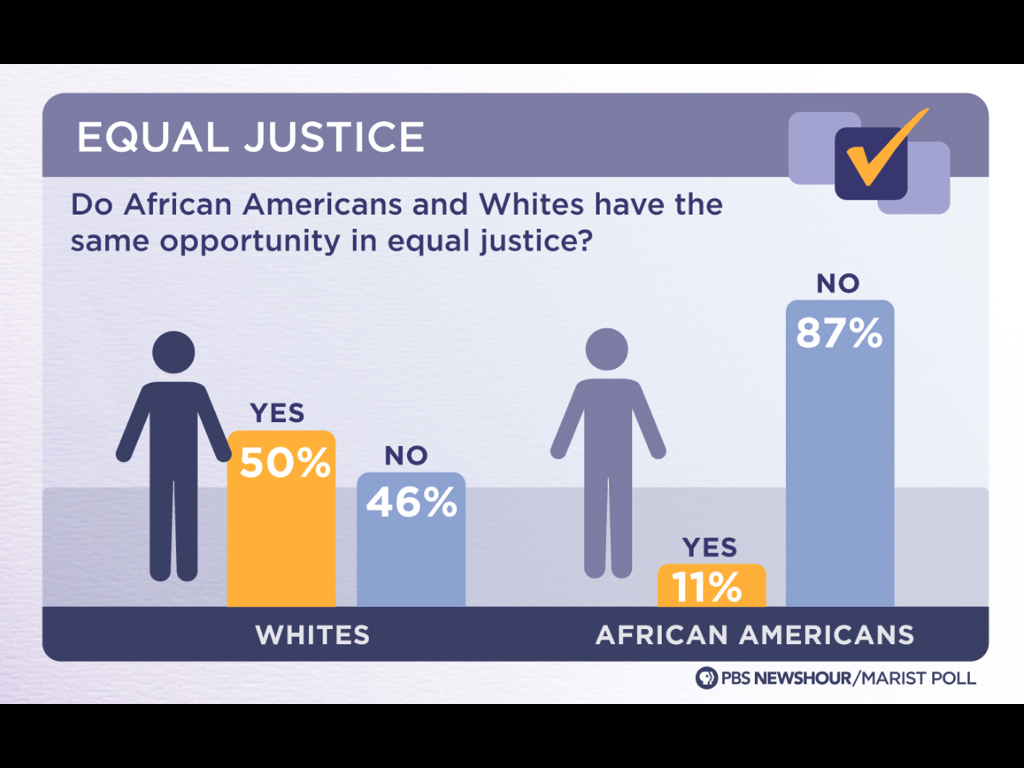 EQUAL JUSTICE
Do African Americans and Whites have the
same opportunity in equal justice?
YES
50%
NO
46%
YES
11%
NO
87%
WHITES
AFRICAN AMERICANS
PBS NEWSHOUR/MARIST POLL